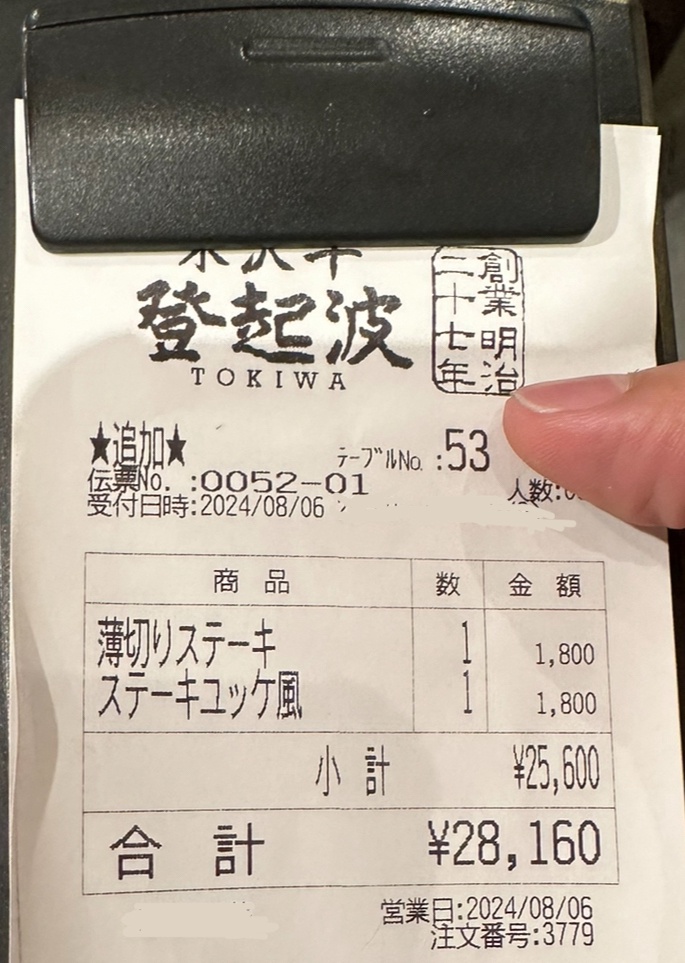 登起波
TOKIWA
創業明治
二十七年
★追加★
テーブルNo. :53
伝票No. :0052-01
人数:
受付日時:2024/08/06
商 品 数 金 額
薄切りステーキ 1 1,800
ステーキユッケ風 1 1,800
小 計 ¥25,600
合 計 ¥28,160
営業日:2024/08/06
注文番号:3779